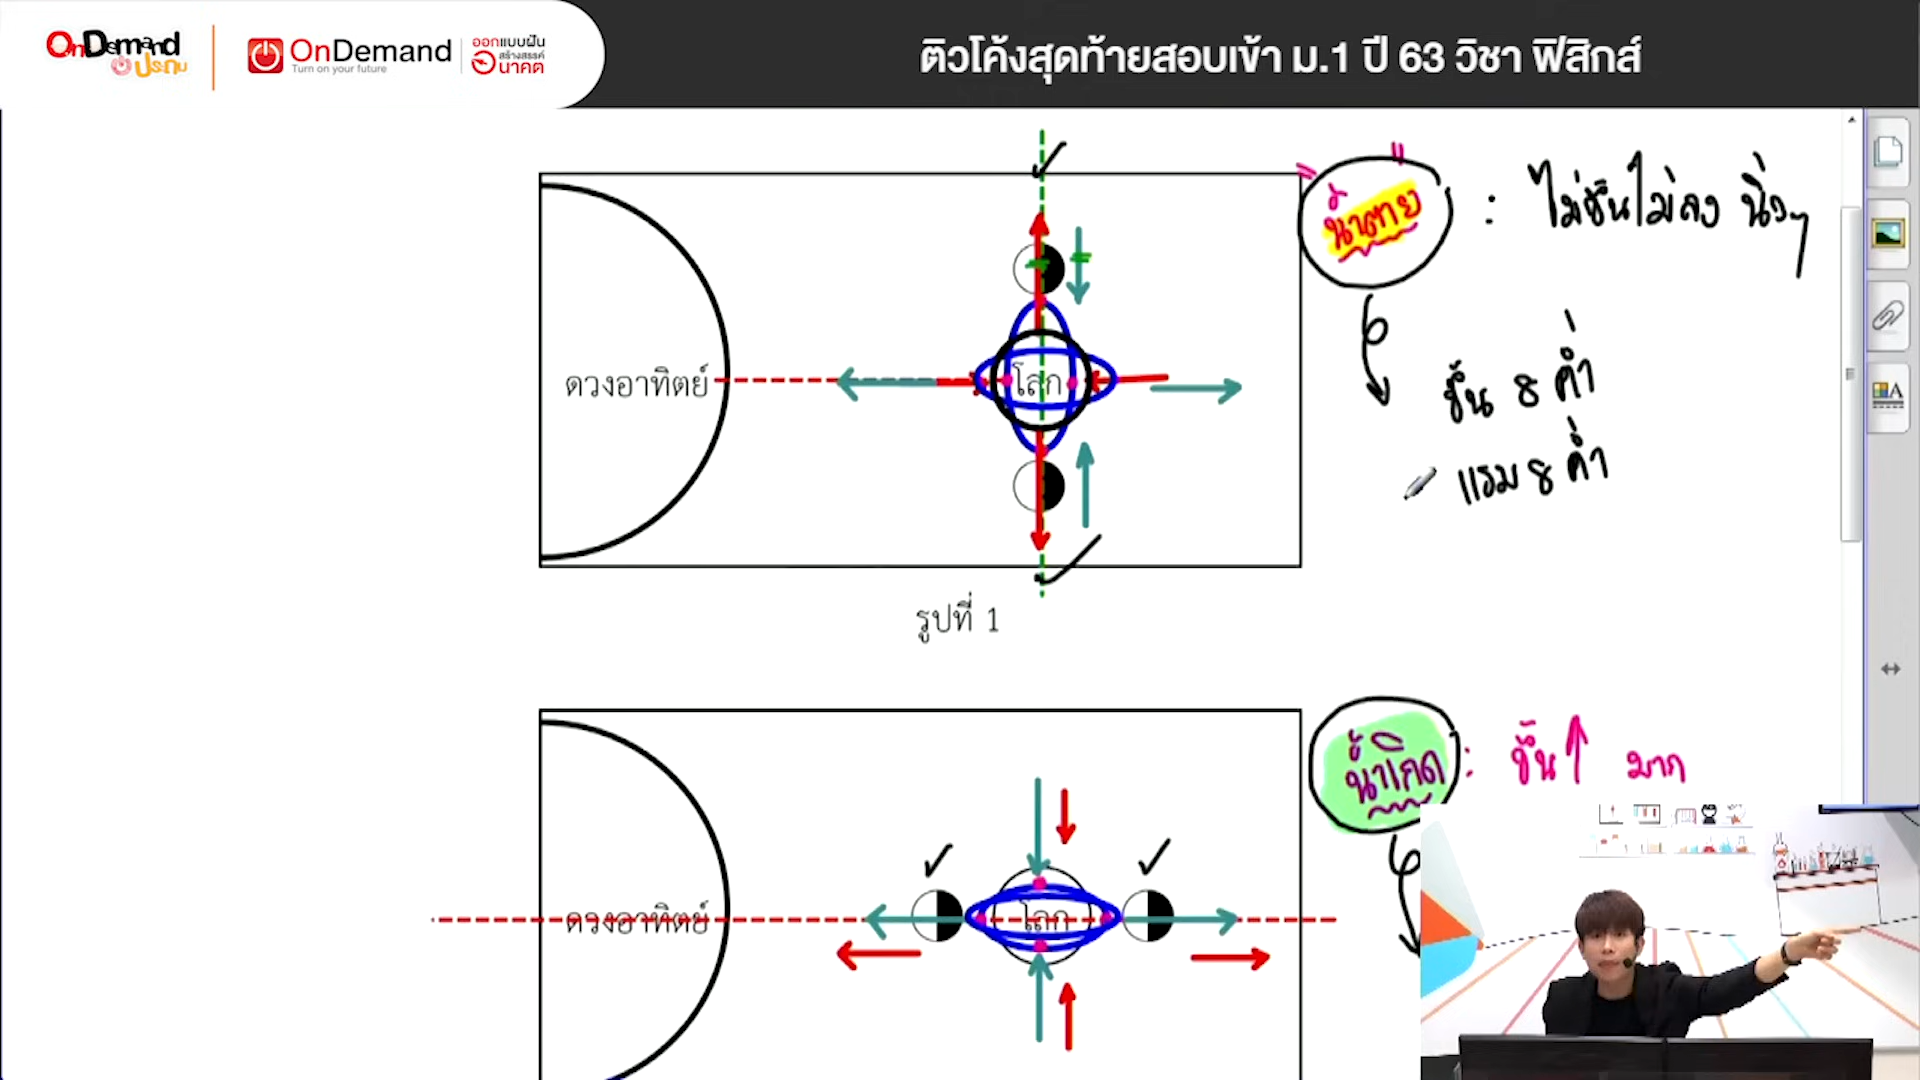 OnDemand
ประถม
OnDemand
Turn on your future
ออกแบบฝัน
สร้างสรรค์
อนาคต
ติวโค้งสุดท้ายสอบเข้า ม.1 ปี 63 วิชา ฟิสิกส์
น้ำตาย : ไม่ขึ้นไม่ลง นิ่งๆ
ดวงอาทิตย์
โลก
ขึ้น 8 ค่ำ
แรม 8 ค่ำ
รูปที่ 1
น้ำเกิด : ขึ้น↑ มาก
ดวงอาทิตย์
โลก